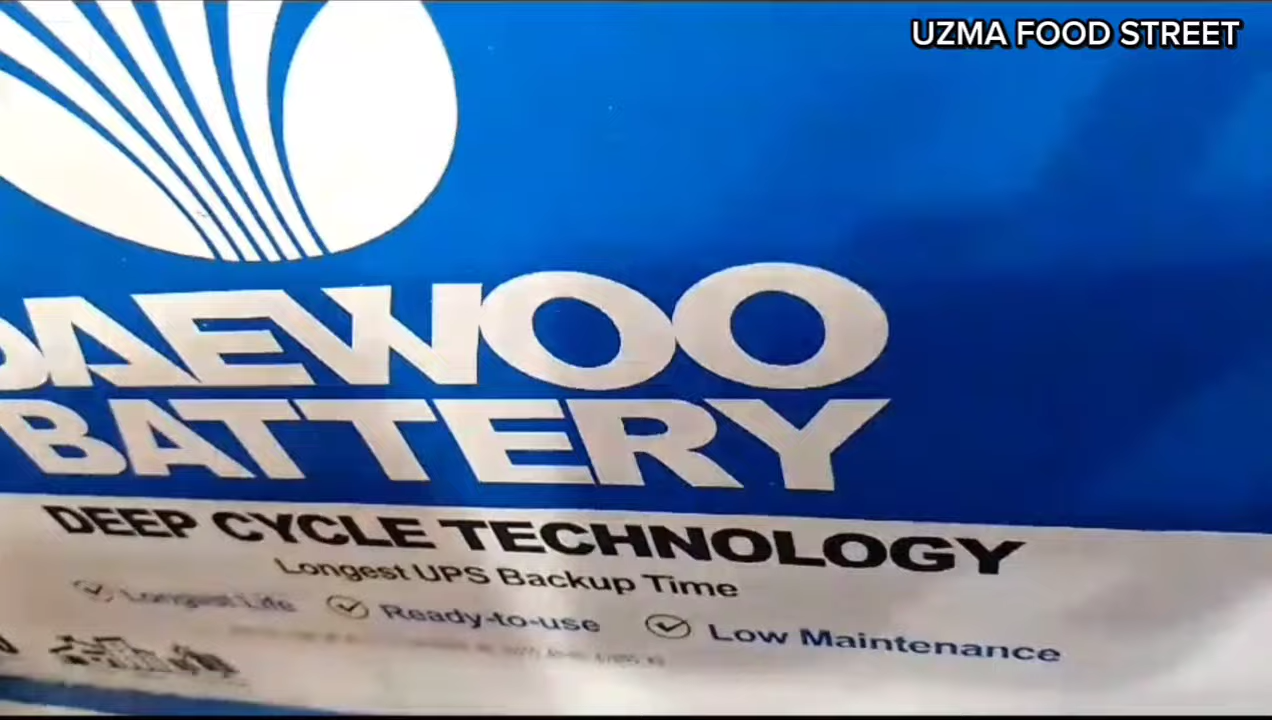 UZMA FOOD STREET
DAEWOO
BATTERY
DEEP CYCLE TECHNOLOGY
Longest UPS Backup Time
Longest Life Ready-to-use Low Maintenance